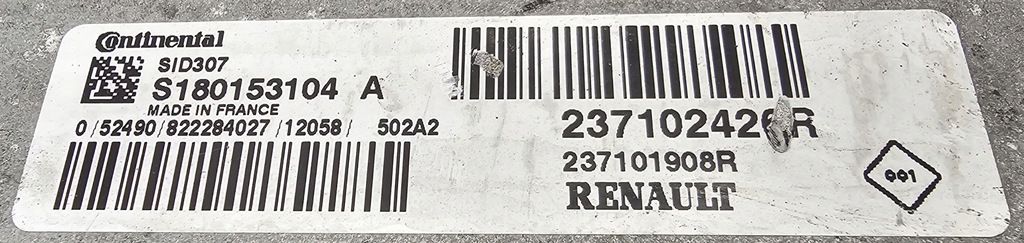 Continental
SID307
S180153104 A
MADE IN FRANCE
0/52490/822284027/12058/ 502A2
237102426R
237101908R
RENAULT
001